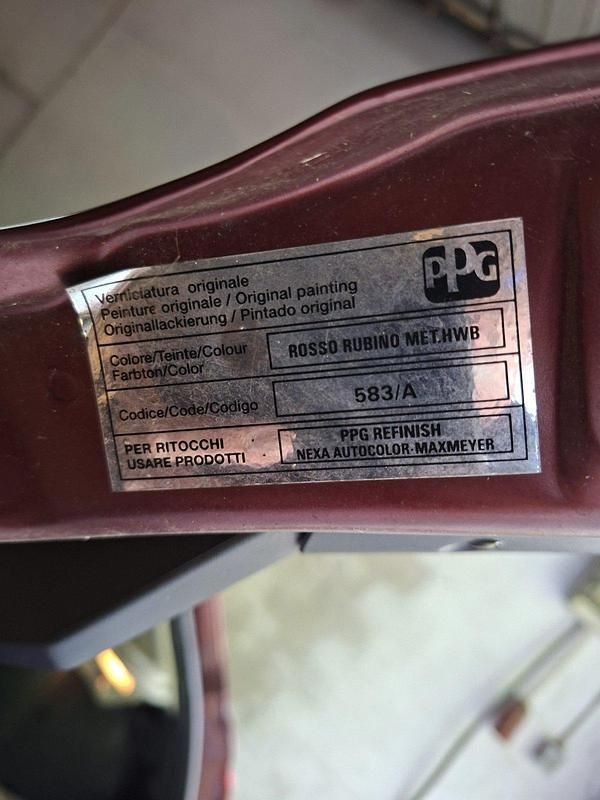 PPG
Verniciatura originale
Peinture originale / Original painting
Originallackierung / Pintado original
Colore/Teinte/Colour
Farbton/Color
ROSSO RUBINO MET.HWB
Codice/Code/Codigo
583/A
PER RITOCCHI
USARE PRODOTTI
PPG REFINISH
NEXA AUTOCOLOR-MAXMEYER